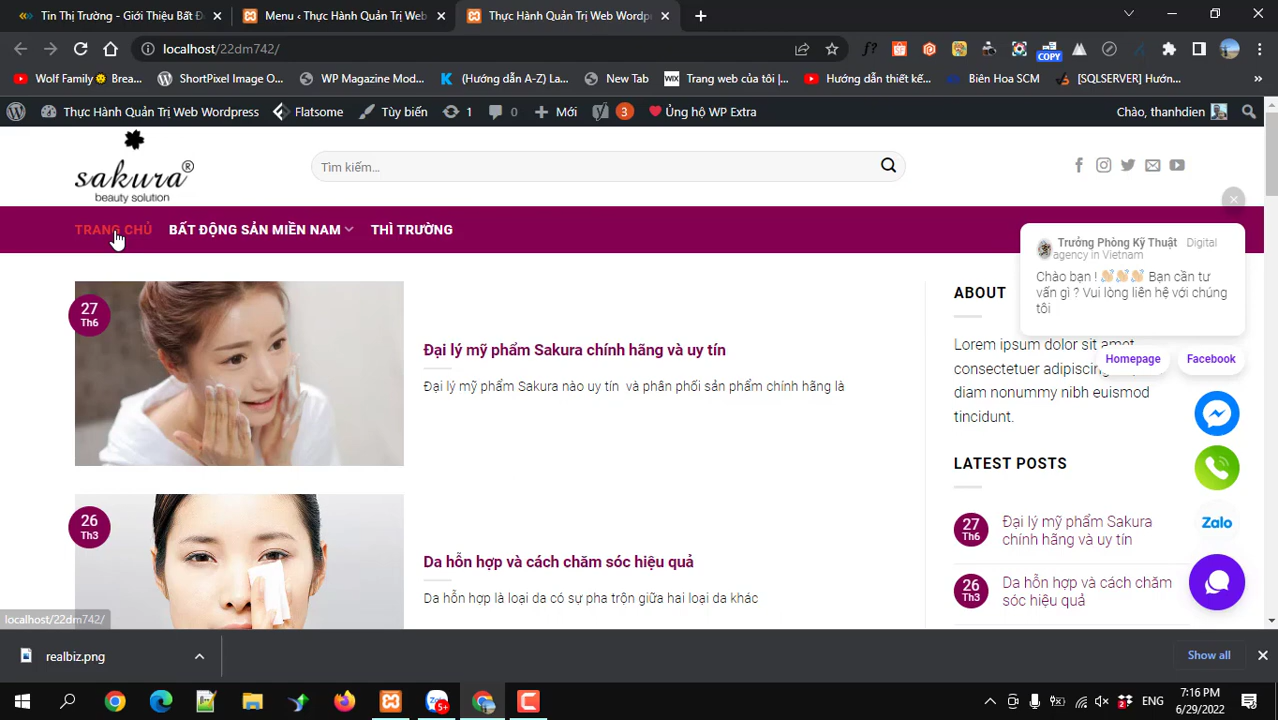 Tin Thị Trường - Giới Thiệu Bất Đ
Menu ‹ Thực Hành Quản Trị Web
Thực Hành Quản Trị Web Wordp
localhost/22dm742/
Wolf Family Brea...
ShortPixel Image O...
WP Magazine Mod...
(Hướng dẫn A-Z) La...
New Tab
WIX
Trang web của tôi |...
Hướng dẫn thiết kế...
Biên Hoa SCM
[SQLSERVER] Hướn...
COPY
Thực Hành Quản Trị Web Wordpress
Flatsome
Tùy biến
1
0
Mới
3
Ủng hộ WP Extra
Chào, thanhdien
sakura®
beauty solution
Tìm kiếm...
TRANG CHỦ
BẤT ĐỘNG SẢN MIỀN NAM
THÌ TRƯỜNG
Trưởng Phòng Kỹ Thuật Digital
agency in Vietnam
Chào bạn ! Bạn cần tư
vấn gì ? Vui lòng liên hệ với chúng
tôi
Homepage
Facebook
27
Th6
Đại lý mỹ phẩm Sakura chính hãng và uy tín
Đại lý mỹ phẩm Sakura nào uy tín và phân phối sản phẩm chính hãng là
26
Th3
Da hỗn hợp và cách chăm sóc hiệu quả
Da hỗn hợp là loại da có sự pha trộn giữa hai loại da khác
ABOUT
Lorem ipsum dolor sit amet,
consectetuer adipiscing
diam nonummy nibh euismod
tincidunt.
LATEST POSTS
27
Th6
Đại lý mỹ phẩm Sakura
chính hãng và uy tín
26
Th3
Da hỗn hợp và cách chăm
sóc hiệu quả
Zalo
localhost/22dm742/
realbiz.png
Show all
5+
2
ENG
7:16 PM
6/29/2022